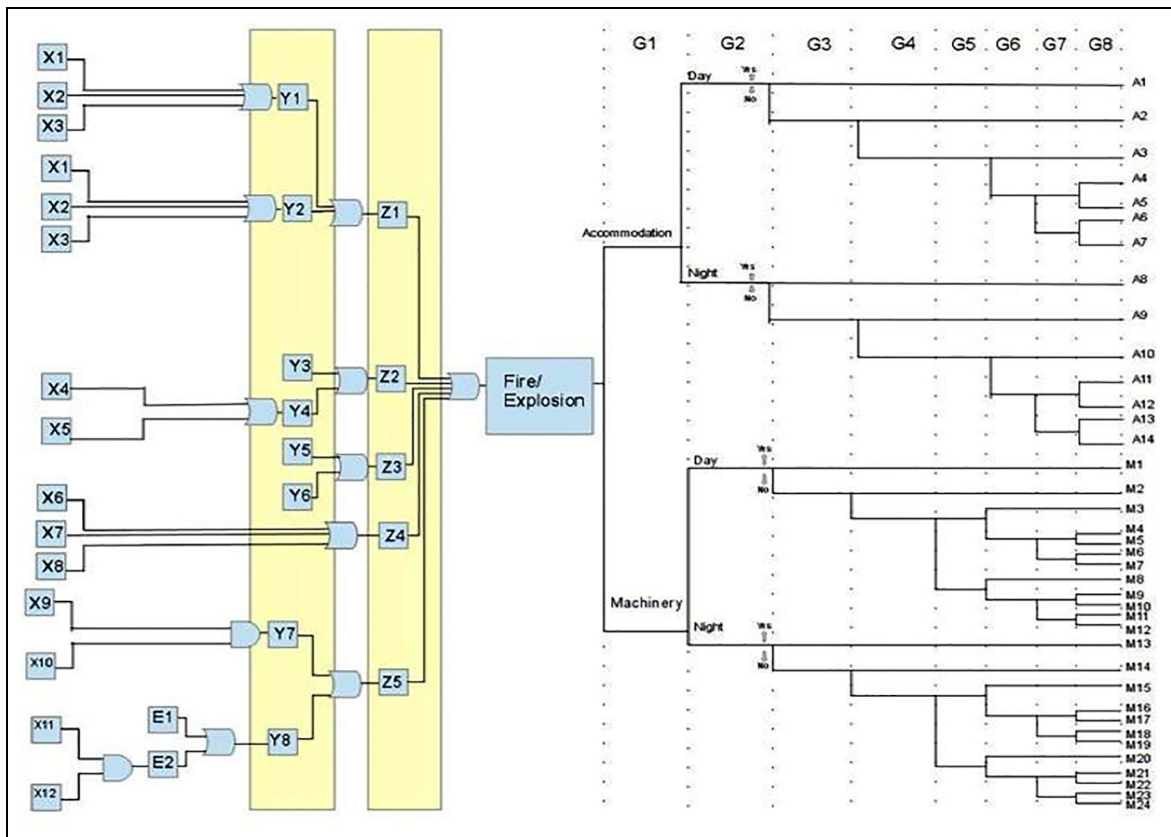 G1 G2 G3 G4 G5 G6 G7 G8
X1
X2
X3
Y1
X1
X2
X3
Y2
Z1
X4
X5
Y3
Y4
Z2
Y5
Y6
Z3
X6
X7
X8
Z4
X9
X10
Y7
Z5
X11
X12
E1
E2
Y8
Fire/
Explosion
Accommodation
Day
Yes
No
A1
A2
A3
A4
A5
A6
A7
Night
Yes
No
A8
A9
A10
A11
A12
A13
A14
Machinery
Day
Yes
No
M1
M2
M3
M4
M5
M6
M7
M8
M9
M10
M11
M12
Night
Yes
No
M13
M14
M15
M16
M17
M18
M19
M20
M21
M22
M23
M24